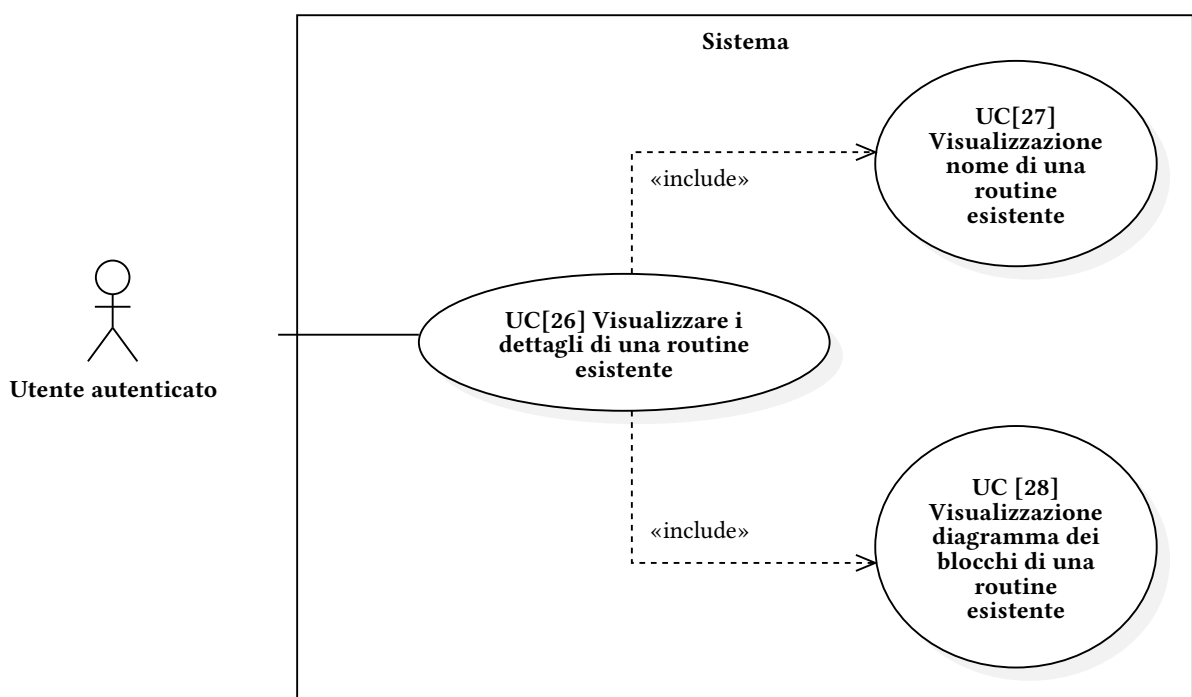 Sistema
UC[27]
Visualizzazione
nome di una
routine
esistente
«include»
UC[26] Visualizzare i
dettagli di una routine
esistente
Utente autenticato
«include»
UC [28]
Visualizzazione
diagramma dei
blocchi di una
routine
esistente